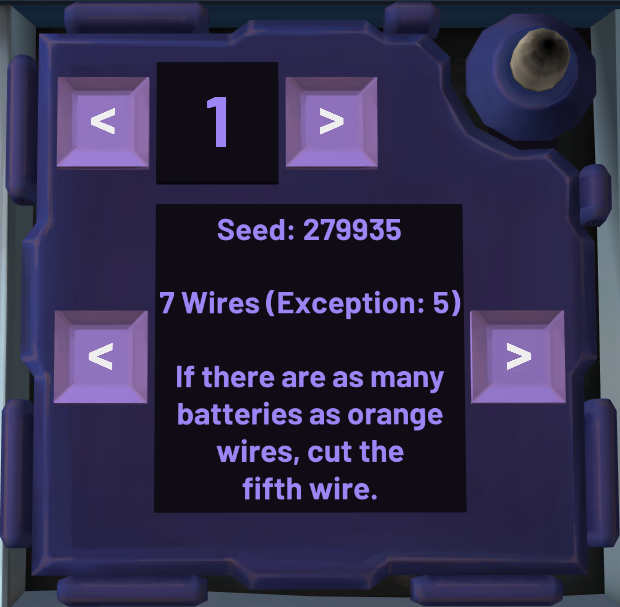 < 1 >
Seed: 279935
7 Wires (Exception: 5)
< >
If there are as many
batteries as orange
wires, cut the
fifth wire.